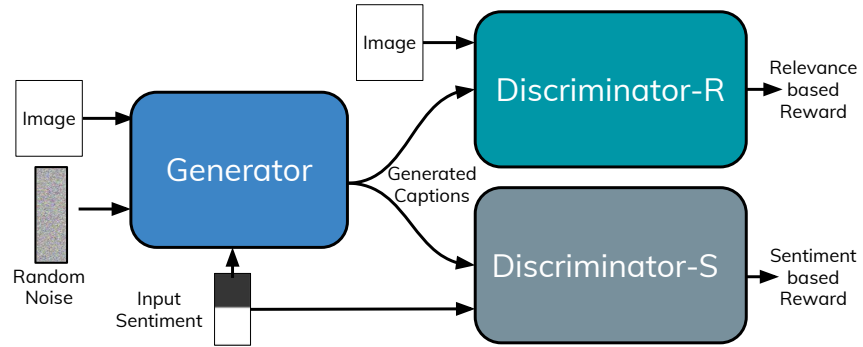 Image
Discriminator-R
Relevance
based
Reward
Image
Generator
Generated
Captions
Random
Noise
Input
Sentiment
Discriminator-S
Sentiment
based
Reward